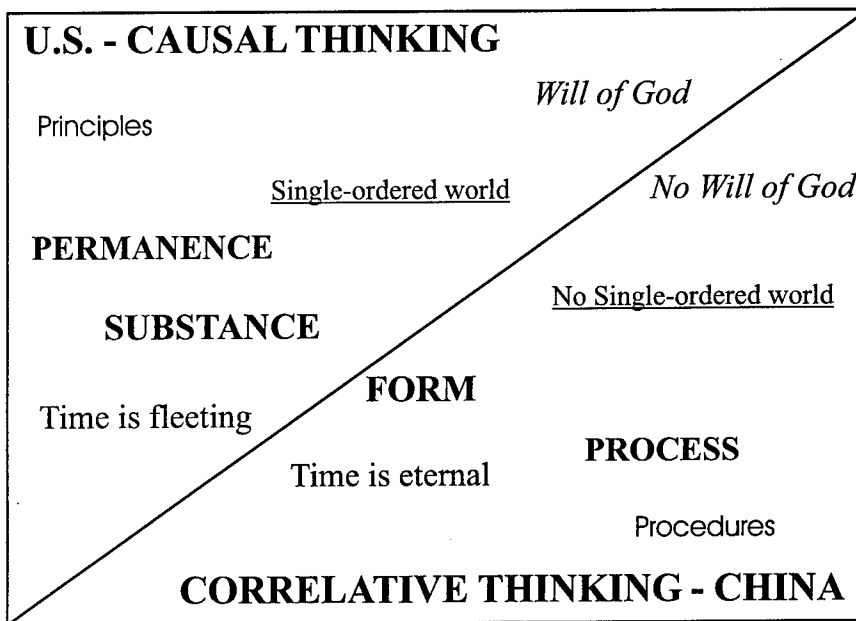 U.S. - CAUSAL THINKING
Will of God
Principles
Single-ordered world
No Will of God
PERMANENCE
No Single-ordered world
SUBSTANCE
FORM
Time is fleeting
PROCESS
Time is eternal
Procedures
CORRELATIVE THINKING - CHINA